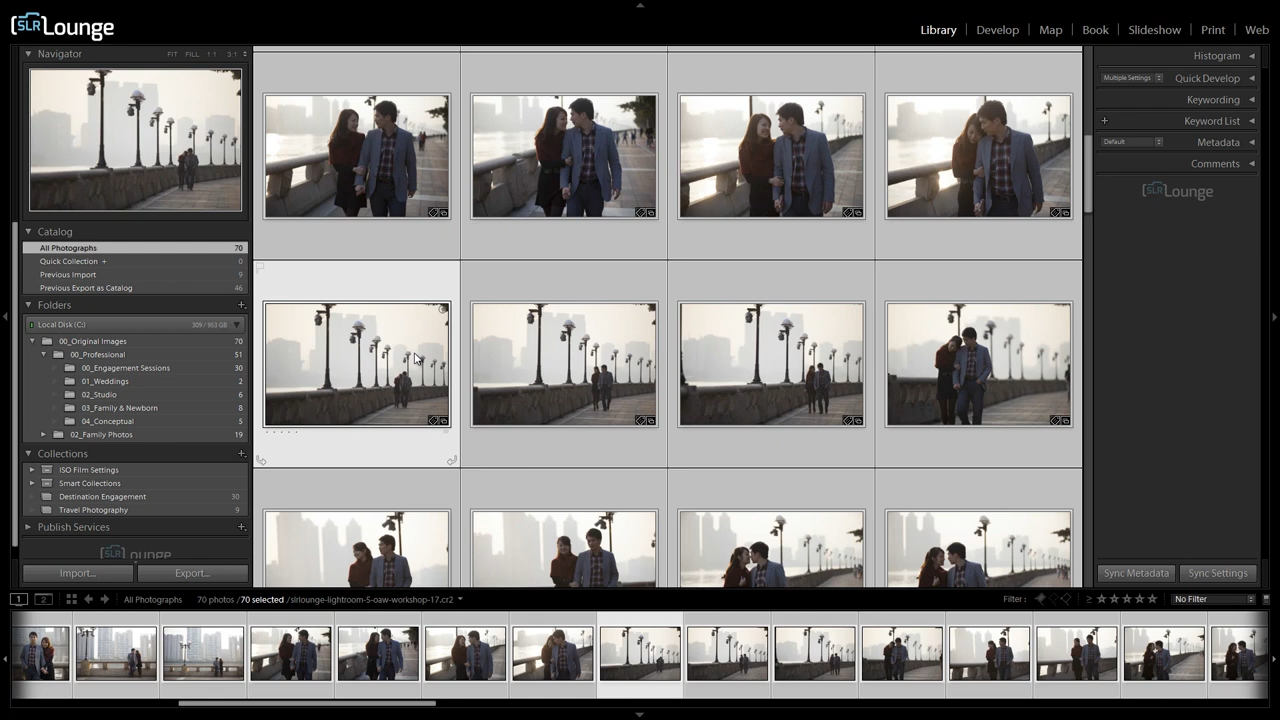 [SLR Lounge
Library | Develop | Map | Book | Slideshow | Print | Web
Navigator FIT FILL 1:1 3:1
Catalog
All Photographs 70
Quick Collection + 0
Previous Import 9
Previous Export as Catalog 46
Folders +
Local Disk (C:) 309 / 953 GB
00_Original Images 70
00_Professional 51
00_Engagement Sessions 30
01_Weddings 2
02_Studio 6
03_Family & Newborn 8
04_Conceptual 5
02_Family Photos 19
Collections +
ISO Film Settings
Smart Collections
Destination Engagement 30
Travel Photography 9
Publish Services +
[SLR Lounge
Import... Export...
Histogram
Multiple Settings Quick Develop
Keywording
+ Keyword List
Default Metadata
Comments
[SLR Lounge
Sync Metadata Sync Settings
1 2 All Photographs 70 photos / 70 selected / slrlounge-lightroom-5-oaw-workshop-17.cr2 Filter : ≥ ★★★★★ No Filter